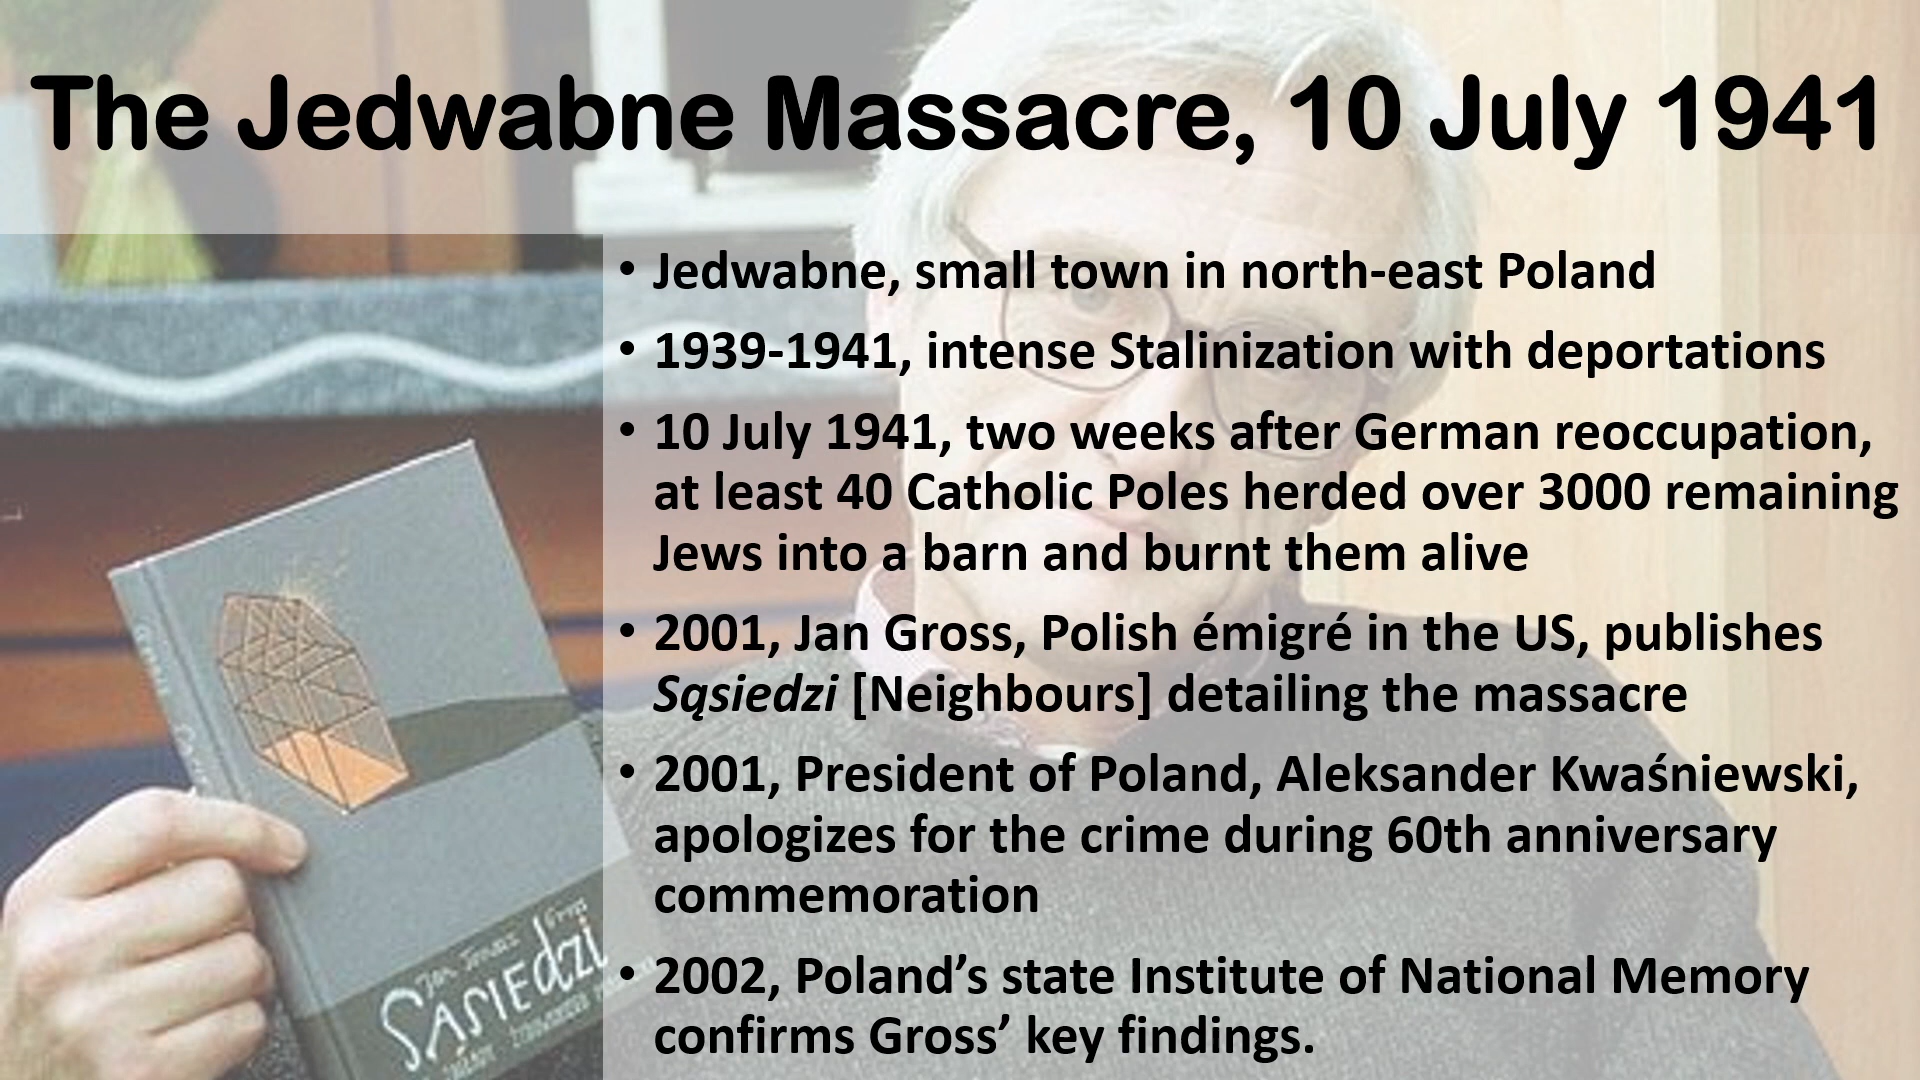 The Jedwabne Massacre, 10 July 1941
• Jedwabne, small town in north-east Poland
• 1939-1941, intense Stalinization with deportations
• 10 July 1941, two weeks after German reoccupation,
at least 40 Catholic Poles herded over 3000 remaining
Jews into a barn and burnt them alive
• 2001, Jan Gross, Polish émigré in the US, publishes
Sąsiedzi [Neighbours] detailing the massacre
• 2001, President of Poland, Aleksander Kwaśniewski,
apologizes for the crime during 60th anniversary
commemoration
• 2002, Poland’s state Institute of National Memory
confirms Gross’ key findings.
Jan Tomasz Gross
SąsIEdzi